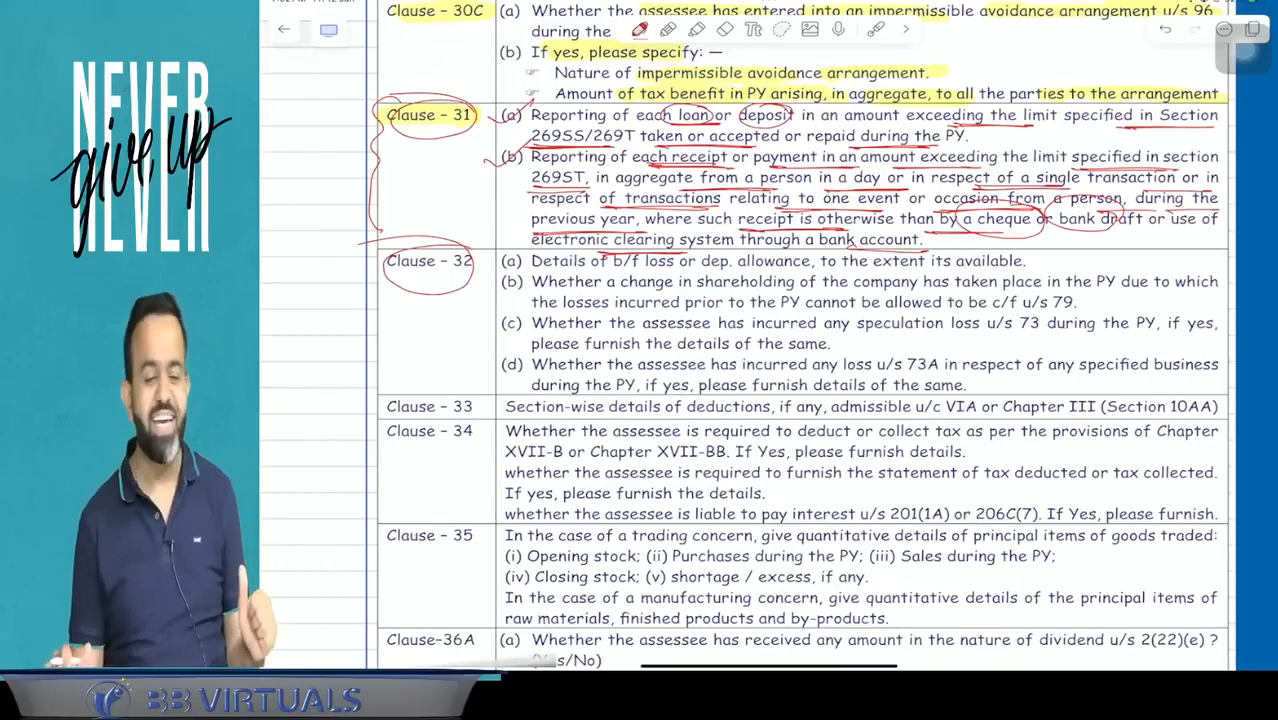 NEVER
give up
NEVER
Clause – 30C (a) Whether the assessee has entered into an impermissible avoidance arrangement u/s 96
during the
(b) If yes, please specify: —
Nature of impermissible avoidance arrangement.
Amount of tax benefit in PY arising, in aggregate, to all the parties to the arrangement
Clause – 31 (a) Reporting of each loan or deposit in an amount exceeding the limit specified in Section
269SS/269T taken or accepted or repaid during the PY.
(b) Reporting of each receipt or payment in an amount exceeding the limit specified in section
269ST, in aggregate from a person in a day or in respect of a single transaction or in
respect of transactions relating to one event or occasion from a person, during the
previous year, where such receipt is otherwise than by a cheque or bank draft or use of
electronic clearing system through a bank account.
Clause – 32 (a) Details of b/f loss or dep. allowance, to the extent its available.
(b) Whether a change in shareholding of the company has taken place in the PY due to which
the losses incurred prior to the PY cannot be allowed to be c/f u/s 79.
(c) Whether the assessee has incurred any speculation loss u/s 73 during the PY, if yes,
please furnish the details of the same.
(d) Whether the assessee has incurred any loss u/s 73A in respect of any specified business
during the PY, if yes, please furnish details of the same.
Clause – 33 Section-wise details of deductions, if any, admissible u/c VIA or Chapter III (Section 10AA)
Clause – 34 Whether the assessee is required to deduct or collect tax as per the provisions of Chapter
XVII-B or Chapter XVII-BB. If Yes, please furnish details.
whether the assessee is required to furnish the statement of tax deducted or tax collected.
If yes, please furnish the details.
whether the assessee is liable to pay interest u/s 201(1A) or 206C(7). If Yes, please furnish.
Clause – 35 In the case of a trading concern, give quantitative details of principal items of goods traded:
(i) Opening stock; (ii) Purchases during the PY; (iii) Sales during the PY;
(iv) Closing stock; (v) shortage / excess, if any.
In the case of a manufacturing concern, give quantitative details of the principal items of
raw materials, finished products and by-products.
Clause–36A (a) Whether the assessee has received any amount in the nature of dividend u/s 2(22)(e) ?
s/No)
BB VIRTUALS